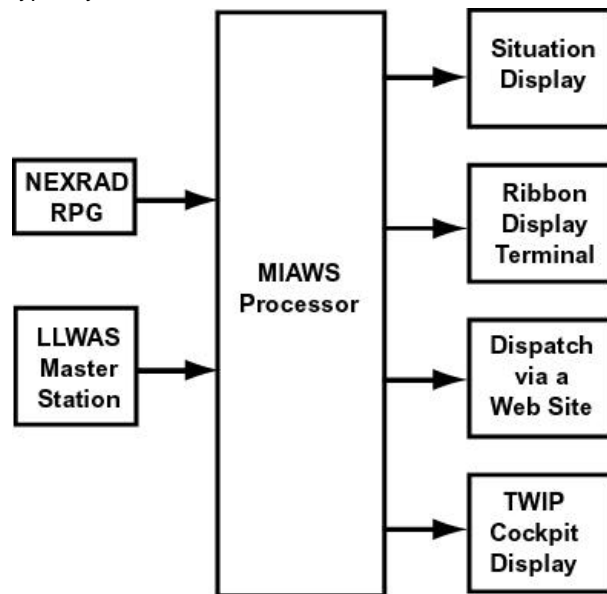 NEXRAD
RPG
LLWAS
Master
Station
MIAWS
Processor
Situation
Display
Ribbon
Display
Terminal
Dispatch
via a
Web Site
TWIP
Cockpit
Display